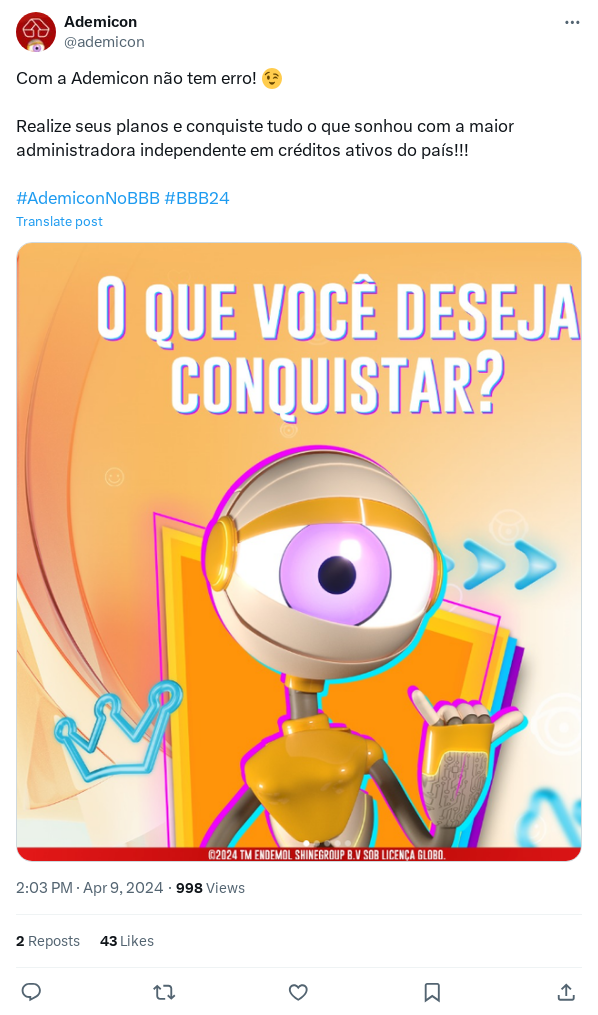 Ademicon
@ademicon
Com a Ademicon não tem erro! 😉
Realize seus planos e conquiste tudo o que sonhou com a maior
administradora independente em créditos ativos do país!!!
#AdemiconNoBBB #BBB24
Translate post
O QUE VOCÊ DESEJA
CONQUISTAR?
©2024 TM ENDEMOL SHINEGROUP B.V SOB LICENÇA GLOBO.
2:03 PM · Apr 9, 2024 · 998 Views
2 Reposts 43 Likes